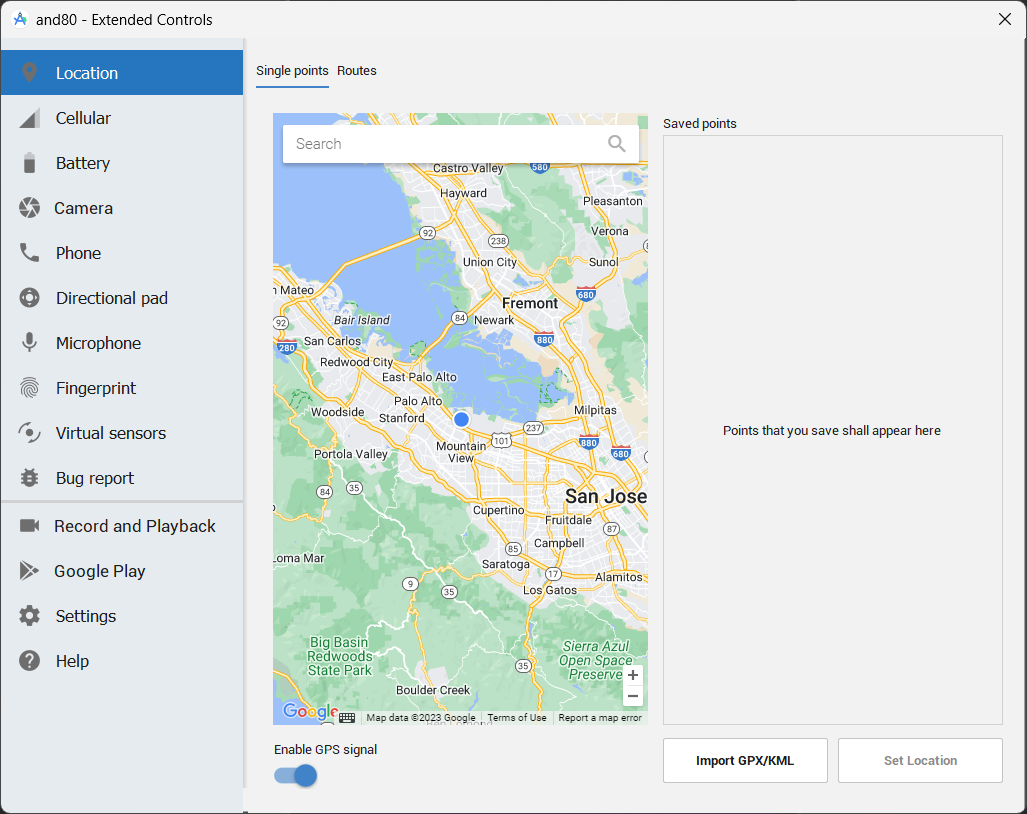 and80 - Extended Controls
Location
Cellular
Battery
Camera
Phone
Directional pad
Microphone
Fingerprint
Virtual sensors
Bug report
Record and Playback
Google Play
Settings
Help
Single points Routes
Search
Castro Valley
580
Hayward
Pleasanton
92
Verona
238
Union City
Sunol
n Mateo
680
Fremont
84
Newark
92
Bair Island
880
280
San Carlos
Redwood City
East Palo Alto
Palo Alto
Woodside
Stanford
Milpitas
237
101
880
Mountain
View
680
Portola Valley
84
35
San Jose
Cupertino
Fruitdale
87
Campbell
85
Loma Mar
Saratoga
17
Alamitos
9
35
Los Gatos
Big Basin
Redwoods
State Park
Sierra Azul
Open Space
Preserve
35
Boulder Creek
+
−
Google
Map data ©2023 Google
Terms of Use
Report a map error
Enable GPS signal
Saved points
Points that you save shall appear here
Import GPX/KML
Set Location